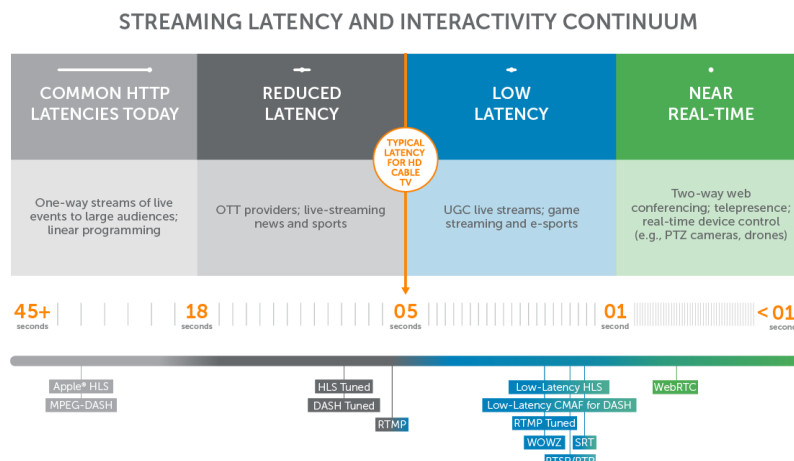 STREAMING LATENCY AND INTERACTIVITY CONTINUUM
COMMON HTTP
LATENCIES TODAY
REDUCED
LATENCY
LOW
LATENCY
NEAR
REAL-TIME
TYPICAL
LATENCY
FOR HD
CABLE
TV
One-way streams of live
events to large audiences;
linear programming
OTT providers; live-streaming
news and sports
UGC live streams; game
streaming and e-sports
Two-way web
conferencing; telepresence;
real-time device control
(e.g., PTZ cameras, drones)
45+
seconds
18
seconds
05
seconds
01
second
< 01
secon
Apple® HLS
MPEG-DASH
HLS Tuned
DASH Tuned
RTMP
Low-Latency HLS
Low-Latency CMAF for DASH
RTMP Tuned
WOWZ
SRT
RTSP/RTP
WebRTC